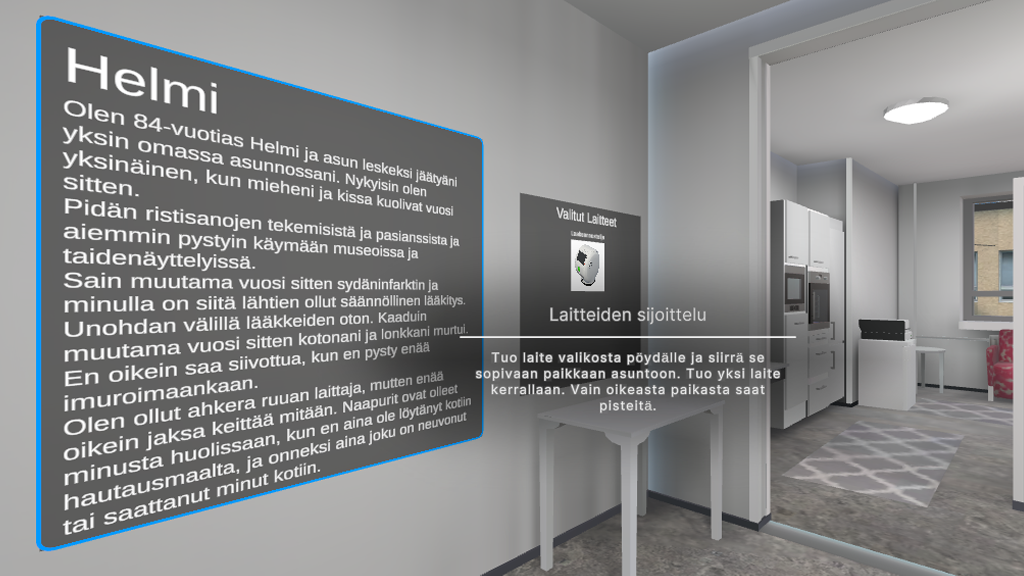 Helmi
Olen 84-vuotias Helmi ja asun leskeksi jäätyäni
yksin omassa asunnossani. Nykyisin olen
yksinäinen, kun mieheni ja kissa kuolivat vuosi
sitten.
Pidän ristisanojen tekemisistä ja pasianssista ja
aiemmin pystyin käymään museoissa ja
taidenäyttelyissä.
Sain muutama vuosi sitten sydäninfarktin ja
minulla on siitä lähtien ollut säännöllinen lääkitys.
Unohdan välillä lääkkeiden oton. Kaaduin
muutama vuosi sitten kotonani ja lonkkani murtui.
En oikein saa siivottua, kun en pysty enää
imuroimaankaan.
Olen ollut ahkera ruuan laittaja, mutten enää
oikein jaksa keittää mitään. Naapurit ovat olleet
minusta huolissaan, kun en aina ole löytänyt kotiin
hautausmaalta, ja onneksi aina joku on neuvonut
tai saattanut minut kotiin.
Valitut Laitteet
Laitteiden sijoittelu
Tuo laite valikosta pöydälle ja siirrä se
sopivaan paikkaan asuntoon. Tuo yksi laite
kerrallaan. Vain oikeasta paikasta saat
pisteitä.